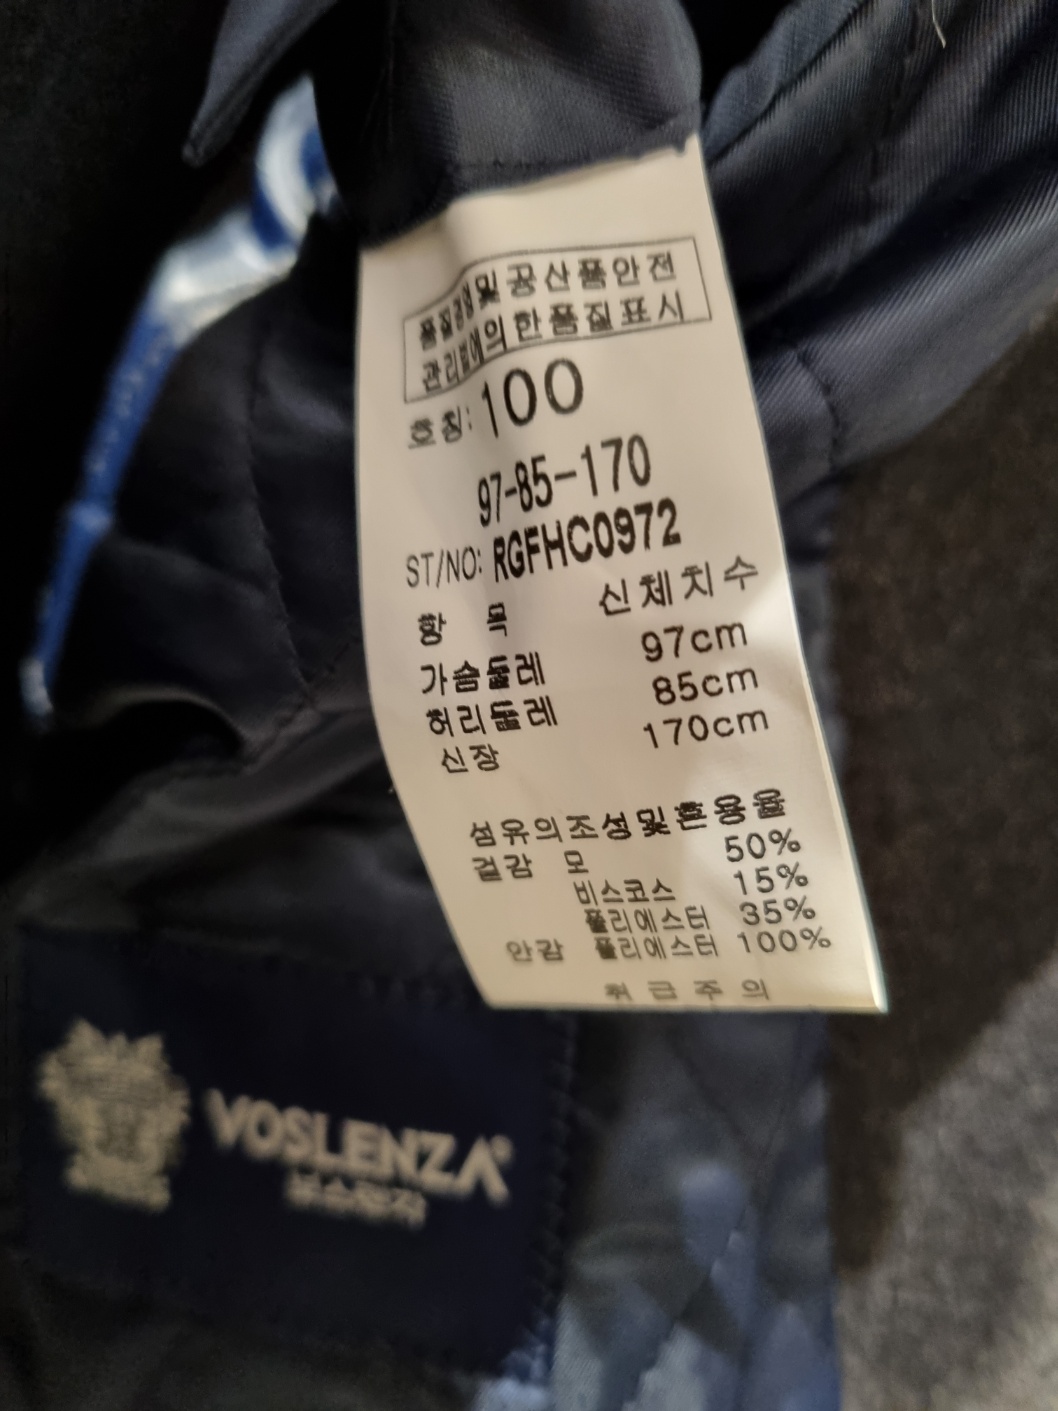 품질경영및공산품안전
관리법에의한품질표시
호칭: 100
97-85-170
ST/NO: RGFHC0972
항 목 신체치수
가슴둘레 97cm
허리둘레 85cm
신장 170cm
섬유의조성및혼용율
겉감 모 50%
비스코스 15%
폴리에스터 35%
안감 폴리에스터 100%
취급주의
VOSLENZA®
보스렌자